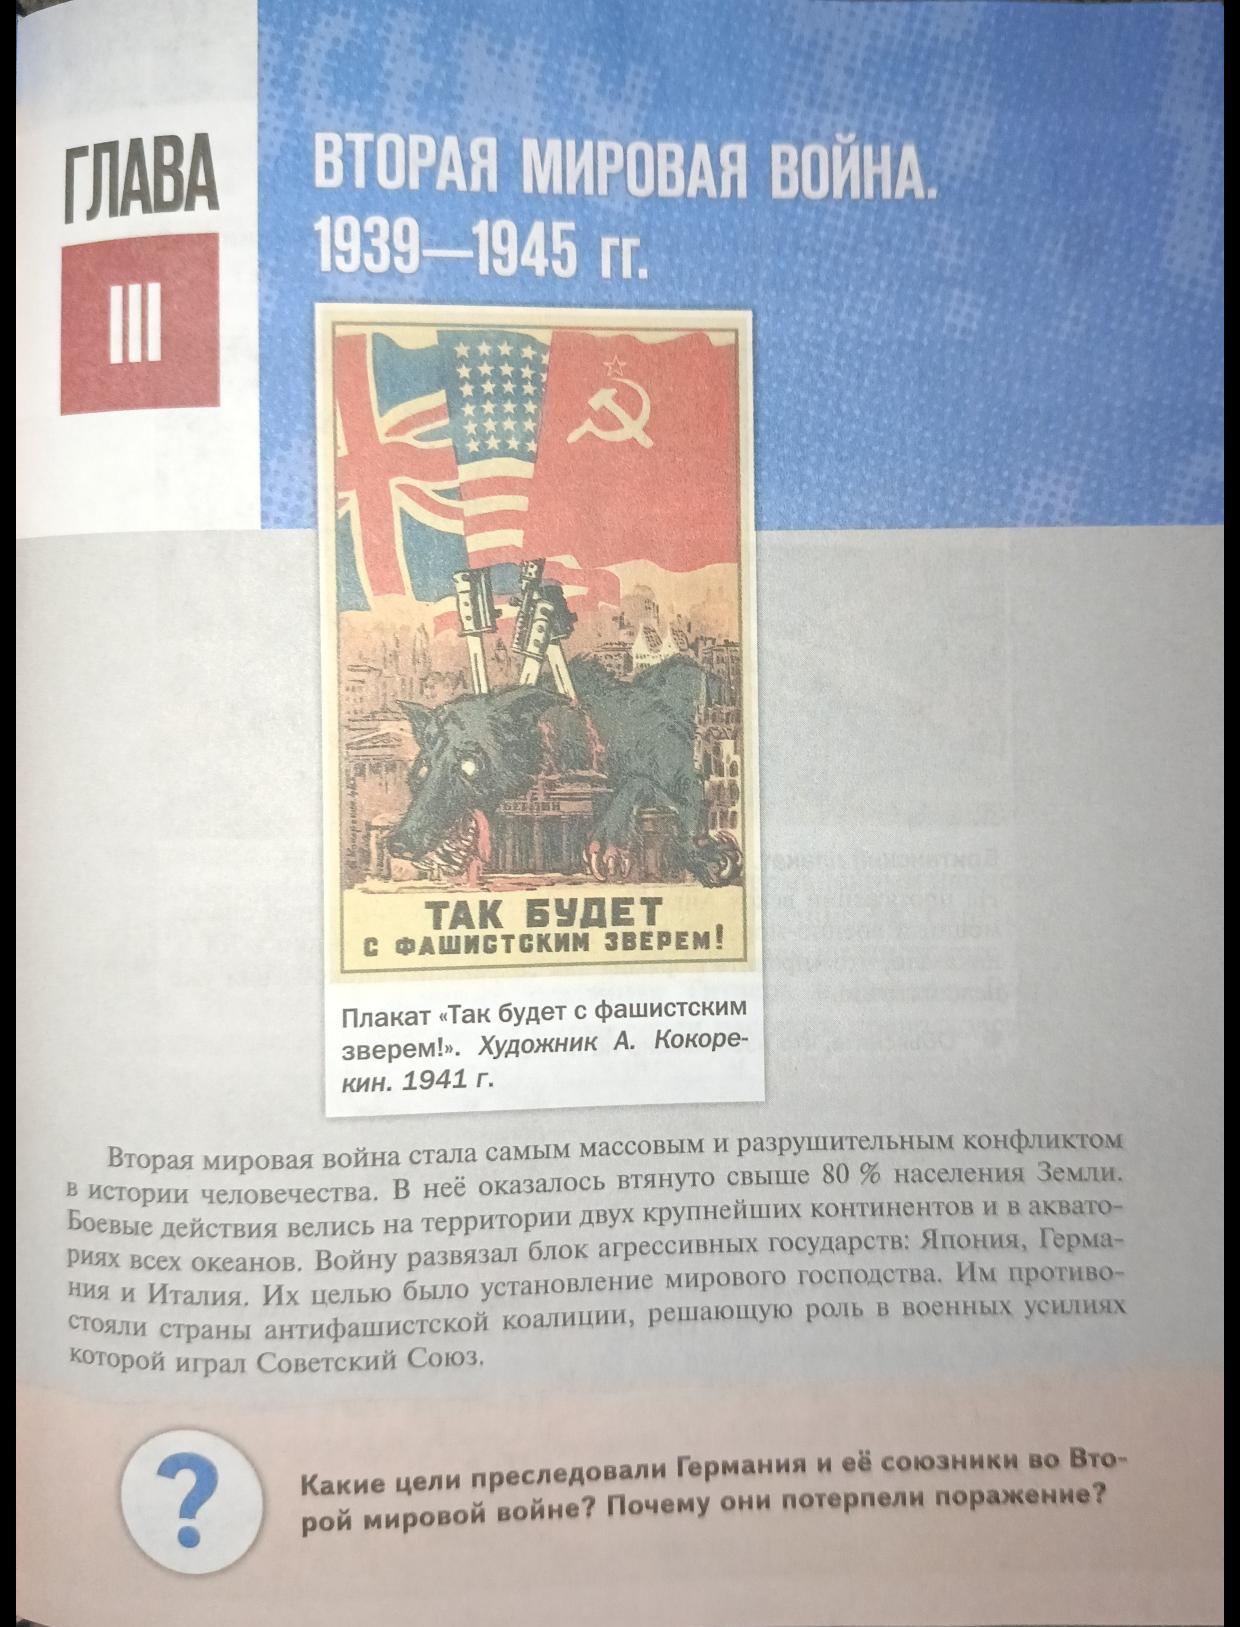 ГЛАВА
III
ВТОРАЯ МИРОВАЯ ВОЙНА.
1939—1945 гг.
БЕРЛИН
ТАК БУДЕТ
С ФАШИСТСКИМ ЗВЕРЕМ!
Плакат «Так будет с фашистским
зверем!». Художник А. Кокоре-
кин. 1941 г.
Вторая мировая война стала самым массовым и разрушительным конфликтом
в истории человечества. В неё оказалось втянуто свыше 80 % населения Земли.
Боевые действия велись на территории двух крупнейших континентов и в аквато-
риях всех океанов. Войну развязал блок агрессивных государств: Япония, Герма-
ния и Италия. Их целью было установление мирового господства. Им противо-
стояли страны антифашистской коалиции, решающую роль в военных усилиях
которой играл Советский Союз.
?
Какие цели преследовали Германия и её союзники во Вто-
рой мировой войне? Почему они потерпели поражение?